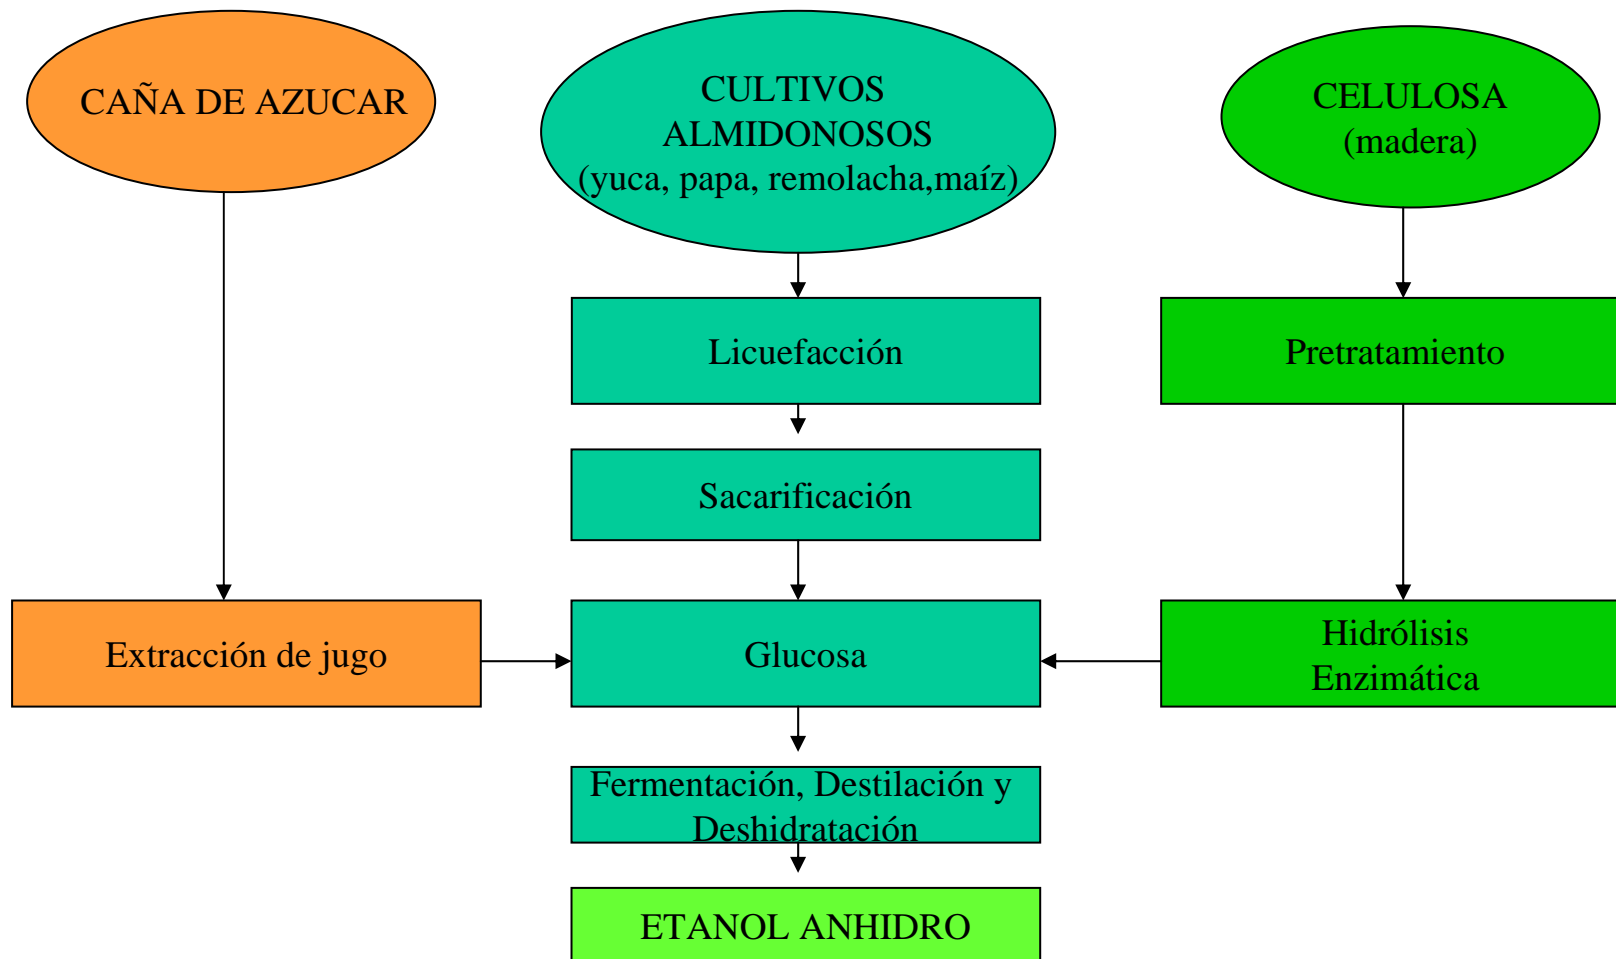 CAÑA DE AZUCAR
CULTIVOS
ALMIDONOSOS
(yuca, papa, remolacha,maíz)
CELULOSA
(madera)
Licuefacción
Pretratamiento
Sacarificación
Extracción de jugo
Glucosa
Hidrólisis
Enzimática
Fermentación, Destilación y
Deshidratación
ETANOL ANHIDRO